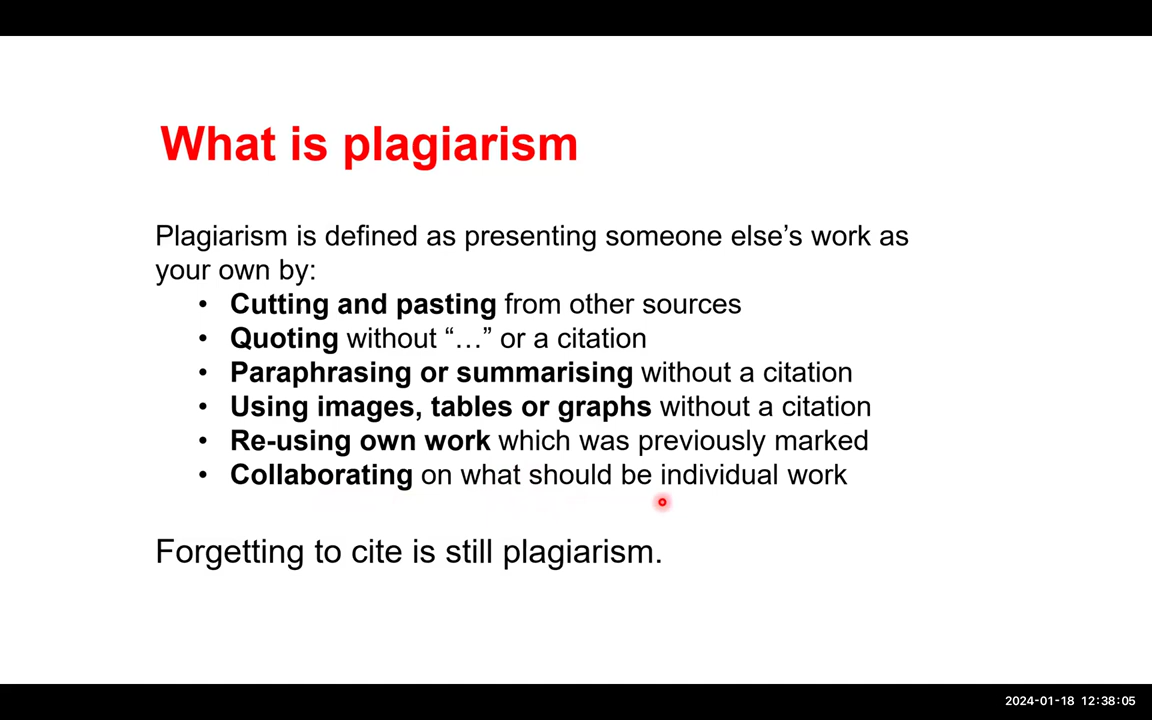 What is plagiarism
Plagiarism is defined as presenting someone else’s work as
your own by:
• Cutting and pasting from other sources
• Quoting without “…” or a citation
• Paraphrasing or summarising without a citation
• Using images, tables or graphs without a citation
• Re-using own work which was previously marked
• Collaborating on what should be individual work
Forgetting to cite is still plagiarism.
2024-01-18 12:38:05